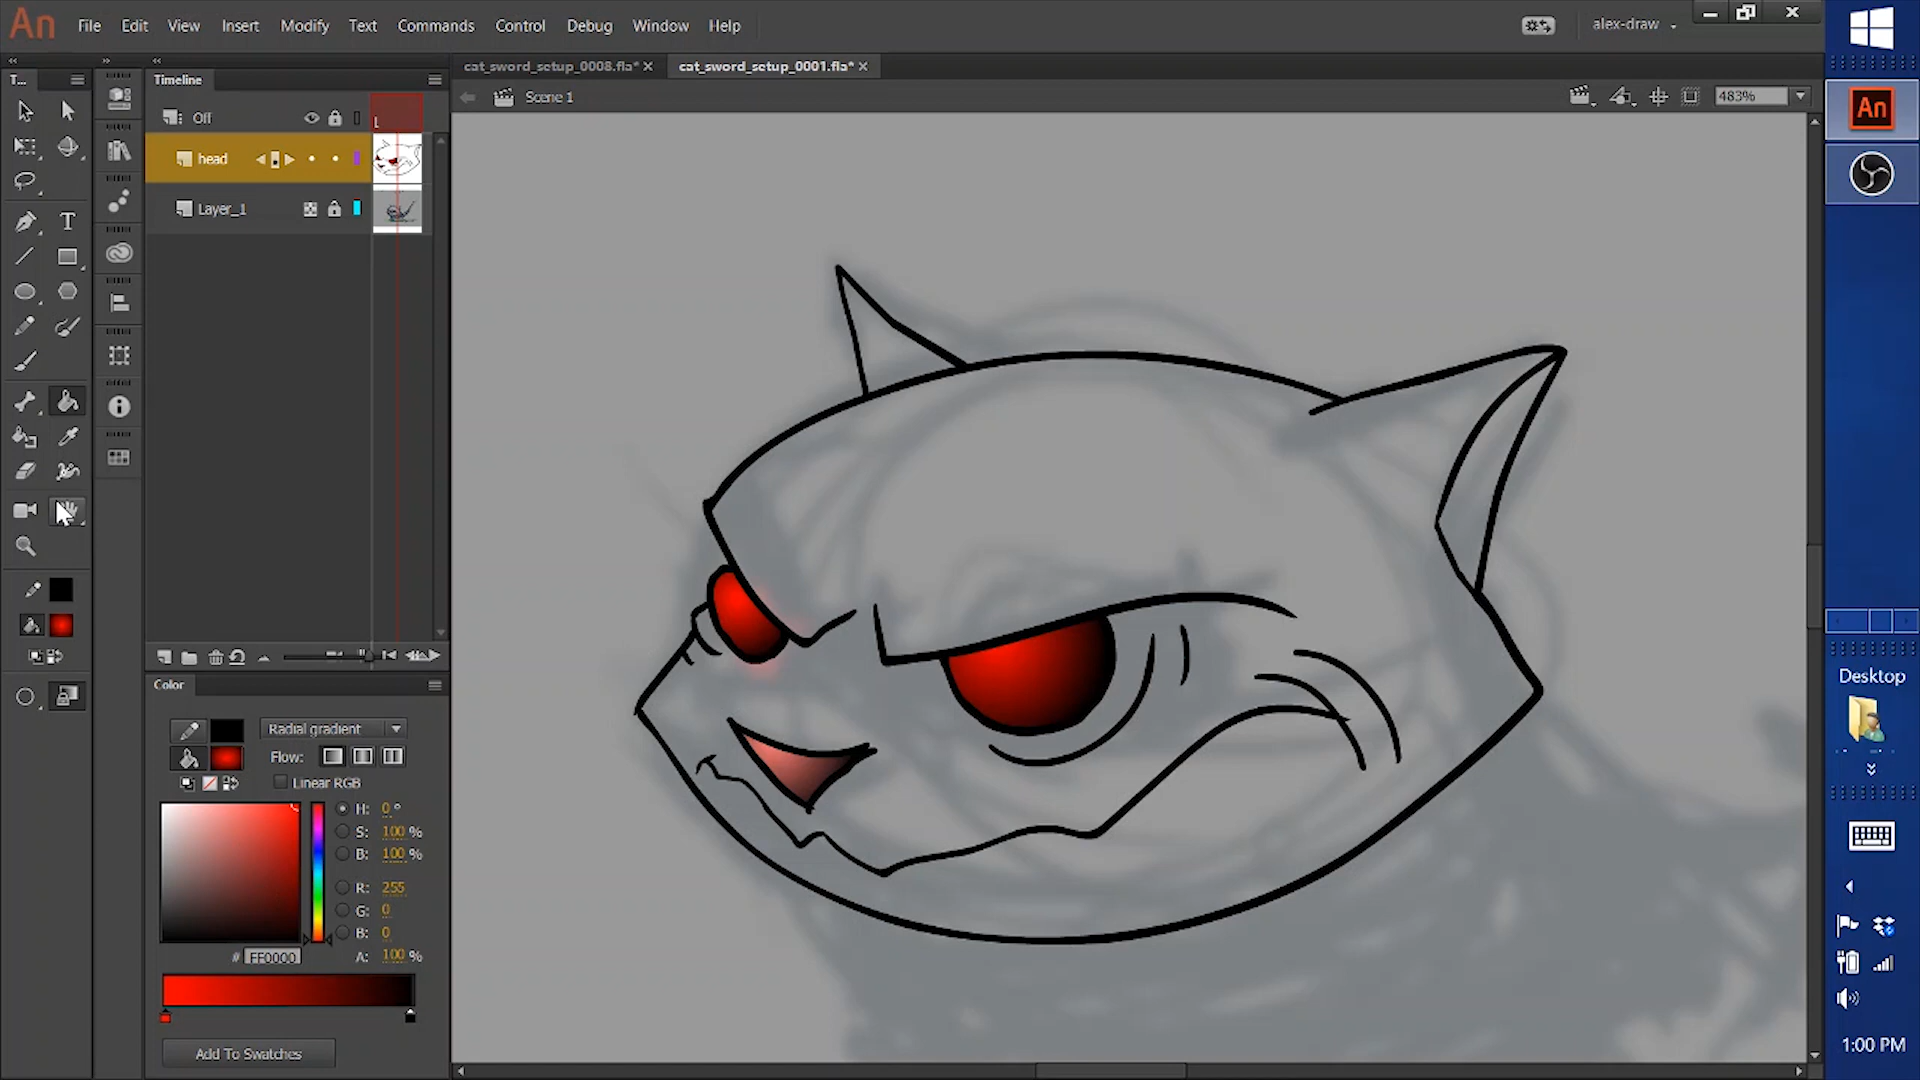 An File Edit View Insert Modify Text Commands Control Debug Window Help alex-draw
T... Timeline cat_sword_setup_0008.fla* cat_sword_setup_0001.fla*
Scene 1 483%
Off
head
Layer_1
T
An
Desktop
Color
Radial gradient
Flow:
Linear RGB
H: 0 °
S: 100 %
B: 100 %
R: 255
G: 0
B: 0
# FF0000 A: 100 %
Add To Swatches
1:00 PM